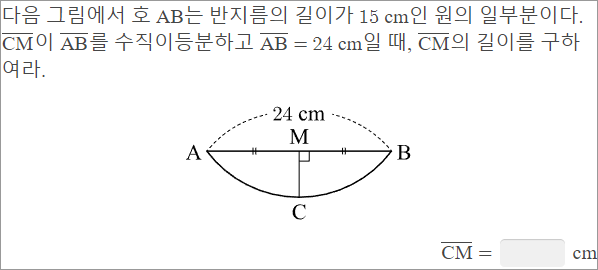 다음 그림에서 호 AB는 반지름의 길이가 15 cm인 원의 일부분이다.
CM이 AB를 수직이등분하고 AB = 24 cm일 때, CM의 길이를 구하
여라.
24 cm
M
A
B
C
CM = cm